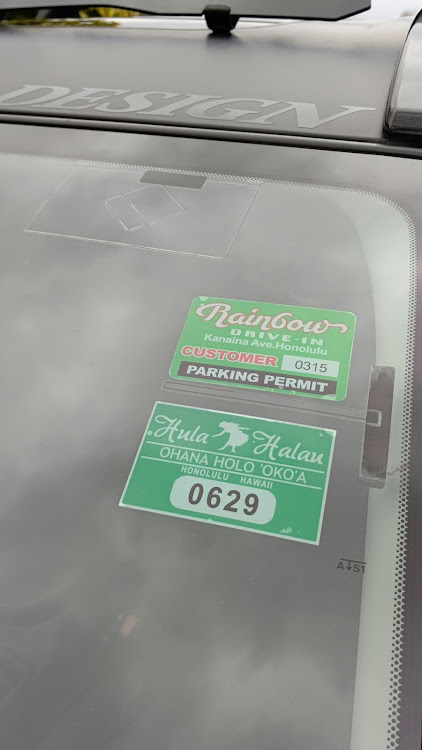 DESIGN
Rainbow
DRIVE-IN
Kanaina Ave.Honolulu
CUSTOMER 0315
PARKING PERMIT
Hula Halau
OHANA HOLO 'OKO'A
HONOLULU HAWAII
0629
AS1